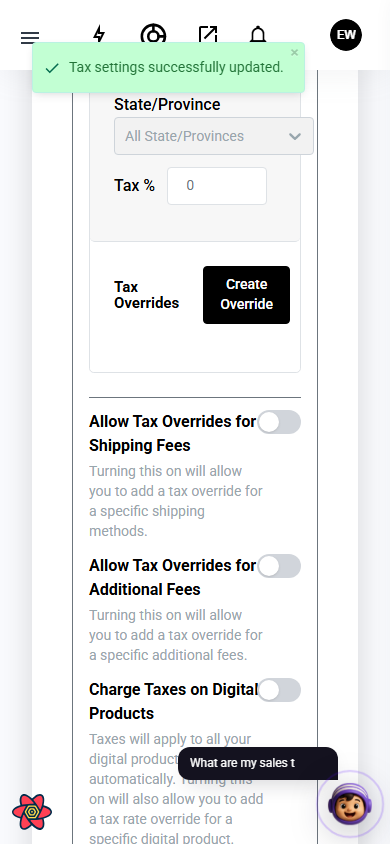 EW
Tax settings successfully updated.
×
State/Province
All State/Provinces
Tax %
0
Tax
Overrides
Create
Override
Allow Tax Overrides for
Shipping Fees
Turning this on will allow
you to add a tax override for
a specific shipping
methods.
Allow Tax Overrides for
Additional Fees
Turning this on will allow
you to add a tax override for
a specific additional fees.
Charge Taxes on Digital
Products
Taxes will apply to all your
digital
What are my sales t
automatically. Turning this
on will also allow you to add
a tax rate override for a
specific digital product.